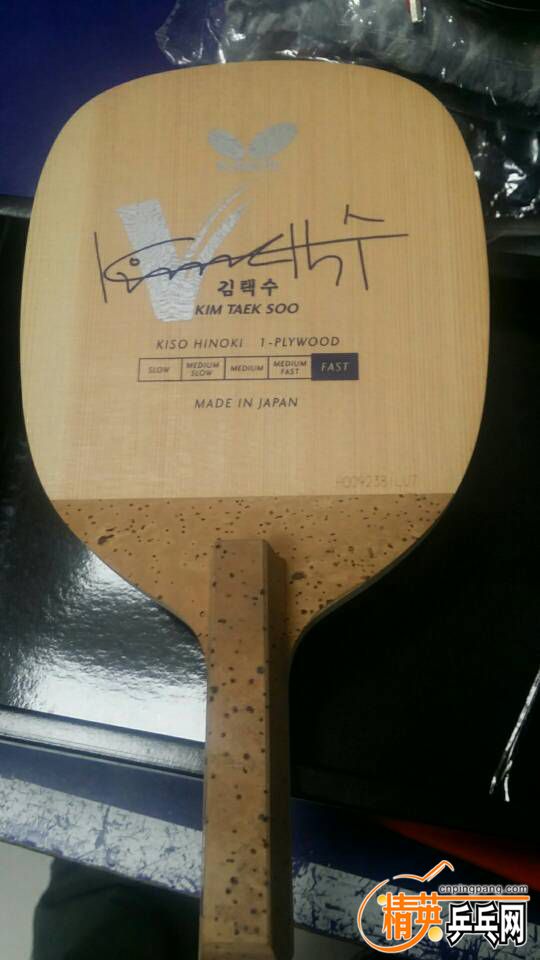 Butterfly
V
김택수
KIM TAEK SOO
KISO HINOKI 1-PLYWOOD
SLOW
MEDIUM SLOW
MEDIUM
MEDIUM FAST
FAST
MADE IN JAPAN
cnpingpang.com
精英乒乓网